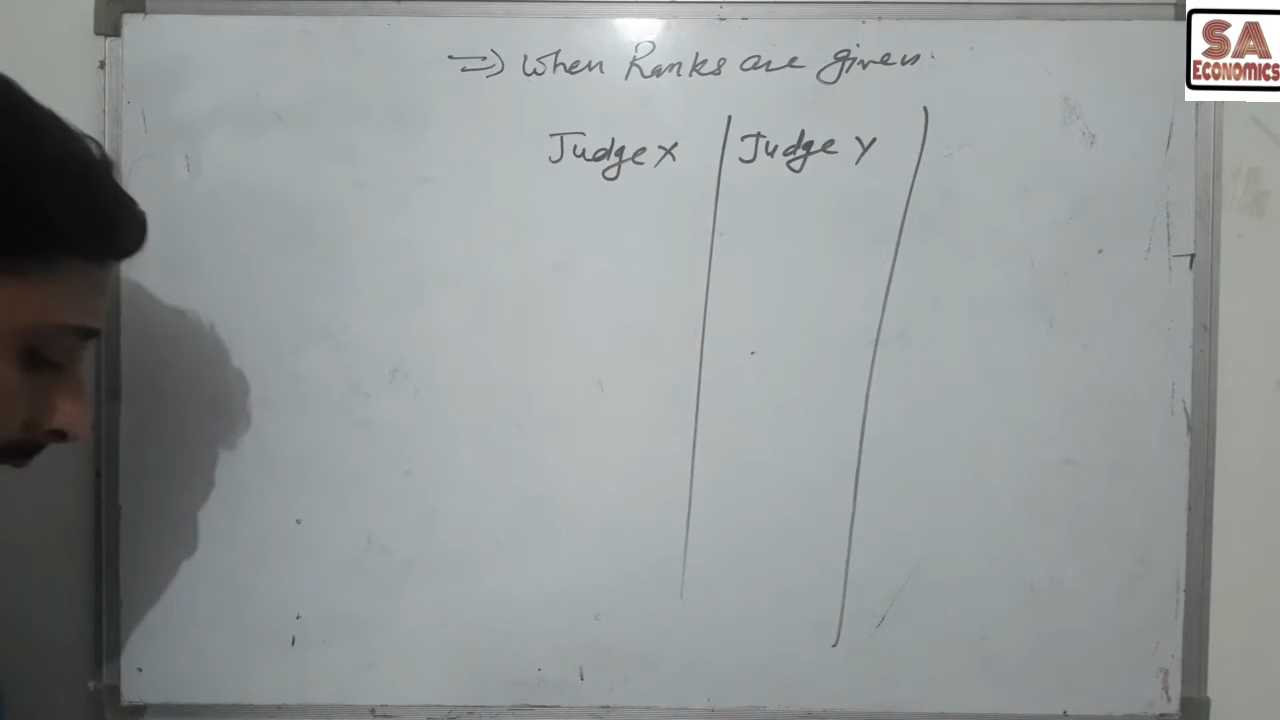 => When Ranks are given.
Judge X | Judge Y |
SA
ECONOMICS